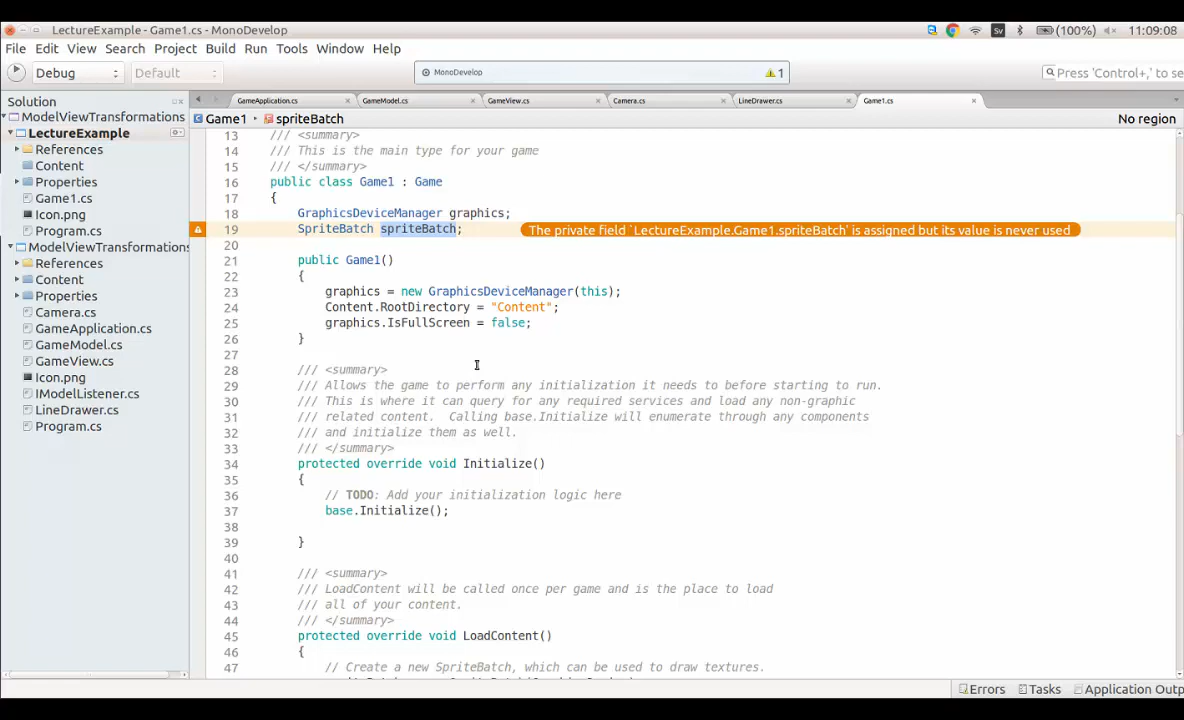 LectureExample - Game1.cs - MonoDevelop
Sv (100%) 11:09:08
File Edit View Search Project Build Run Tools Window Help
Debug Default MonoDevelop 1 Press 'Control+,' to se
Solution
ModelViewTransformations
LectureExample
References
Content
Properties
Game1.cs
Icon.png
Program.cs
ModelViewTransformations
References
Content
Properties
Camera.cs
GameApplication.cs
GameModel.cs
GameView.cs
Icon.png
IModelListener.cs
LineDrawer.cs
Program.cs
GameApplication.cs GameModel.cs GameView.cs Camera.cs LineDrawer.cs Game1.cs
Game1 spriteBatch No region
13 /// <summary>
14 /// This is the main type for your game
15 /// </summary>
16 public class Game1 : Game
17 {
18 GraphicsDeviceManager graphics;
19 SpriteBatch spriteBatch; The private field `LectureExample.Game1.spriteBatch' is assigned but its value is never used
20
21 public Game1()
22 {
23 graphics = new GraphicsDeviceManager(this);
24 Content.RootDirectory = "Content";
25 graphics.IsFullScreen = false;
26 }
27
28 /// <summary>
29 /// Allows the game to perform any initialization it needs to before starting to run.
30 /// This is where it can query for any required services and load any non-graphic
31 /// related content.  Calling base.Initialize will enumerate through any components
32 /// and initialize them as well.
33 /// </summary>
34 protected override void Initialize()
35 {
36 // TODO: Add your initialization logic here
37 base.Initialize();
38
39 }
40
41 /// <summary>
42 /// LoadContent will be called once per game and is the place to load
43 /// all of your content.
44 /// </summary>
45 protected override void LoadContent()
46 {
47 // Create a new SpriteBatch, which can be used to draw textures.
Errors Tasks Application Outp